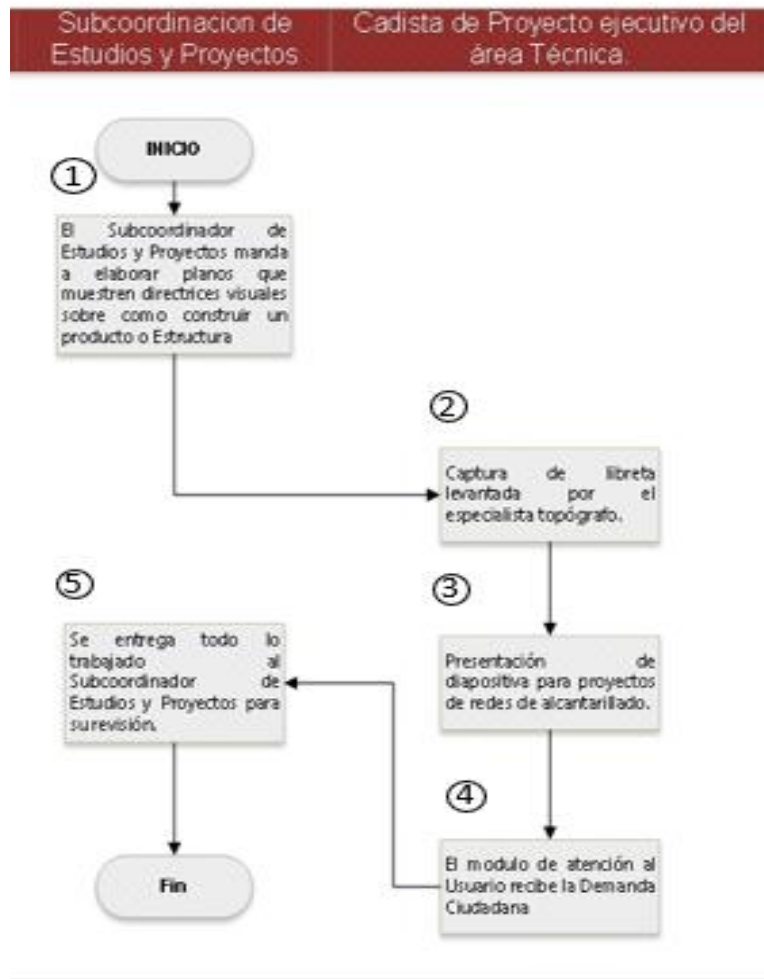 Subcoordinacion de
Estudios y Proyectos
Cadista de Proyecto ejecutivo del
área Técnica.
INICIO
1
El Subcoordinador de
Estudios y Proyectos manda
a elaborar planos que
muestren directrices visuales
sobre como construir un
producto o Estructura
2
Captura de libreta
levantada por el
especialista topógrafo.
3
Presentación de
diapositiva para proyectos
de redes de alcantarillado.
4
El modulo de atención al
Usuario recibe la Demanda
Ciudadana
5
Se entrega todo lo
trabajado al
Subcoordinador de
Estudios y Proyectos para
su revisión.
Fin